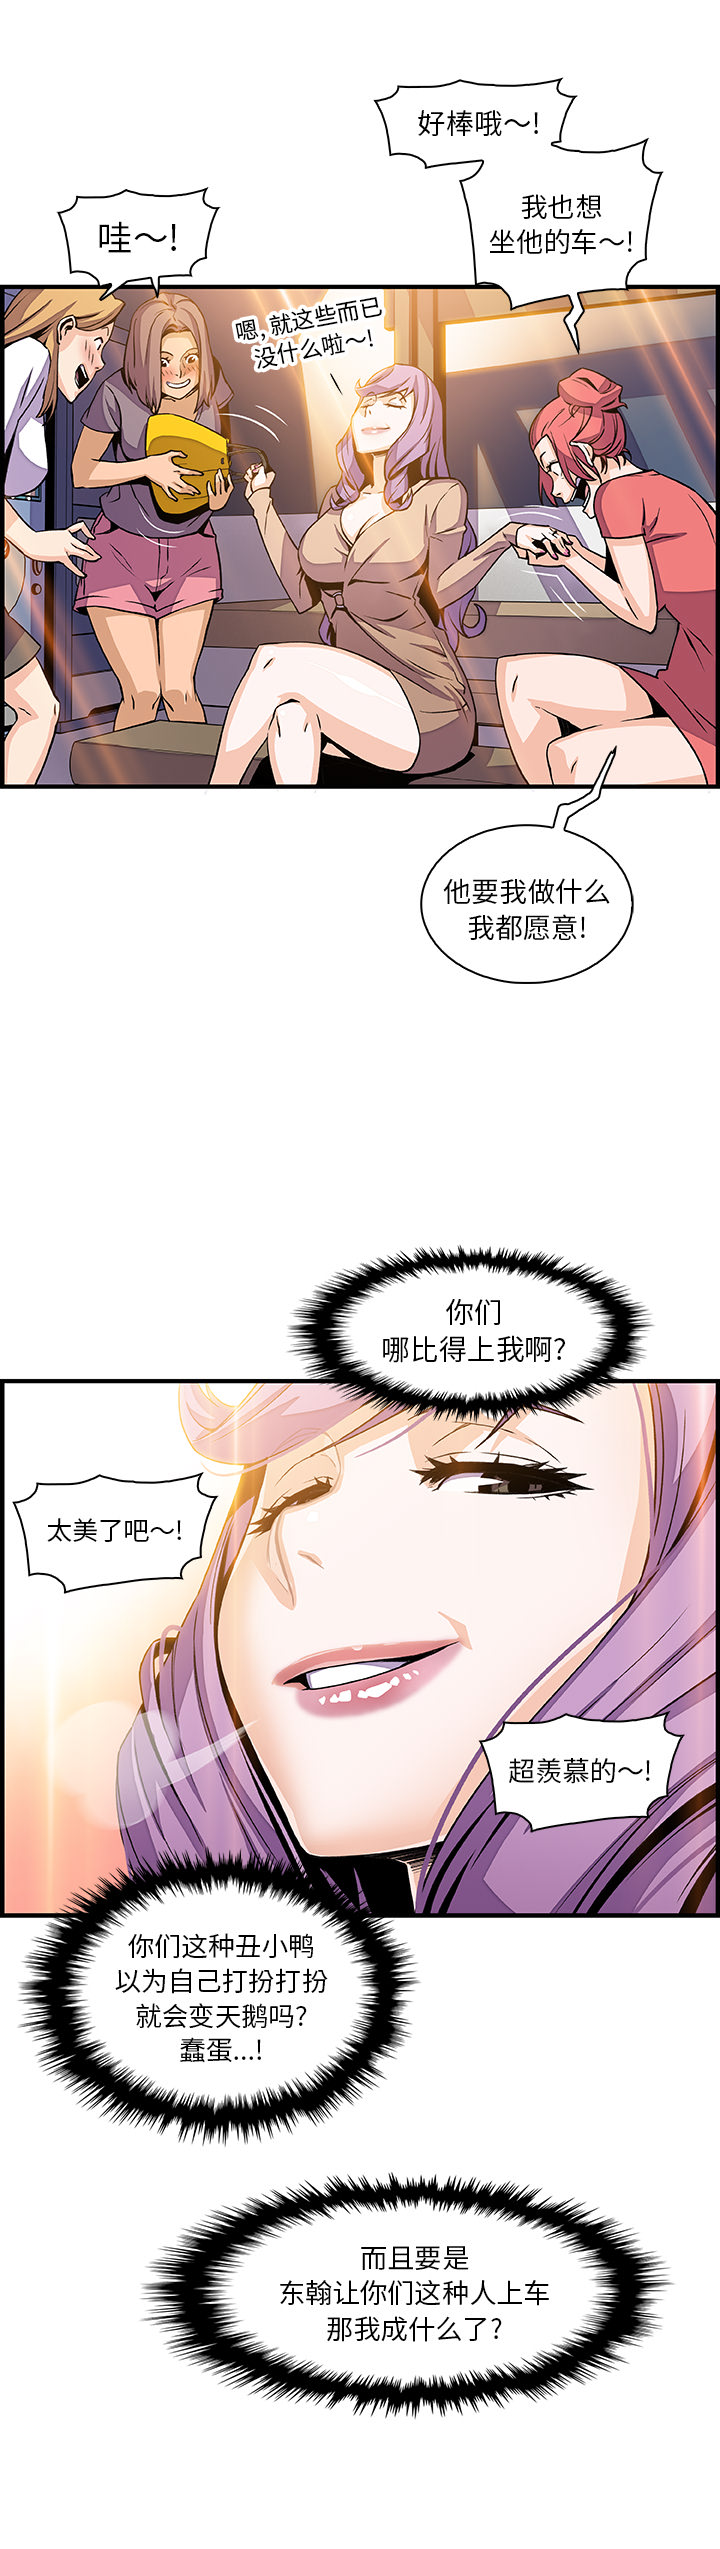 好棒哦～!
我也想
坐他的车～!
哇～!
嗯，就这些而已
没什么啦～!
他要我做什么
我都愿意!
你们
哪比得上我啊?
太美了吧～!
超羡慕的～!
你们这种丑小鸭
以为自己打扮打扮
就会变天鹅吗?
蠢蛋...!
而且要是
东翰让你们这种人上车
那我成什么了?